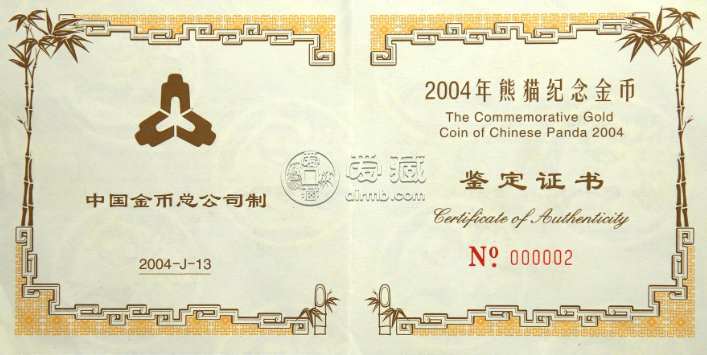 中国金币总公司制
2004-J-13
2004年熊猫纪念金币
The Commemorative Gold
Coin of Chinese Panda 2004
鉴定证书
Certificate of Authenticity
Nº 000002
爱藏
airmb.com